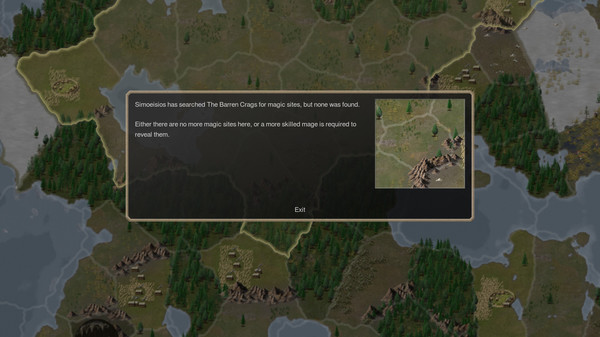 Simoeisios has searched The Barren Crags for magic sites, but none was found.
Either there are no more magic sites here, or a more skilled mage is required to
reveal them.
Exit